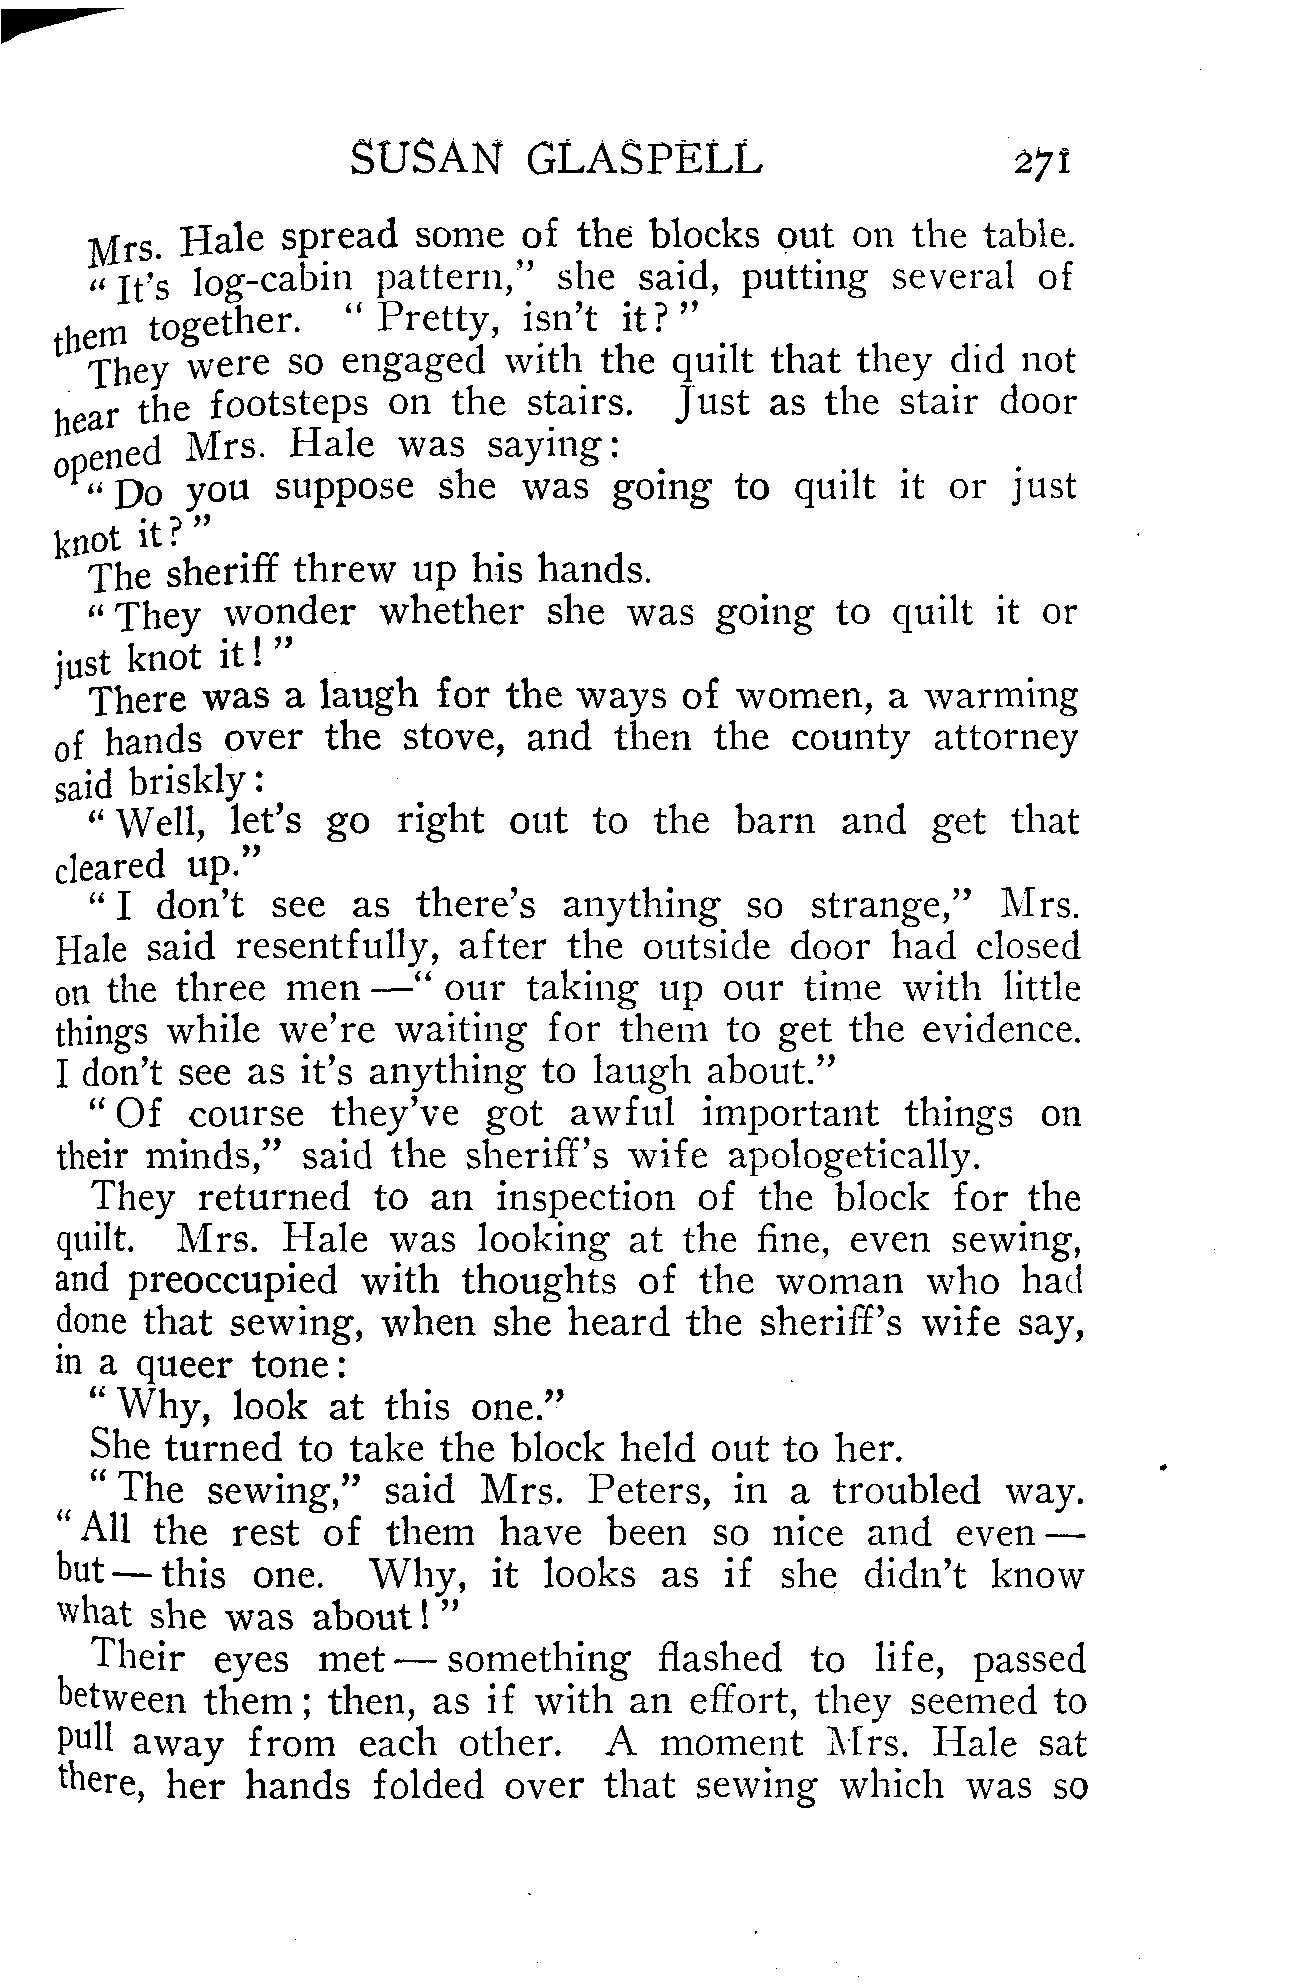 SUSAN GLASPELL 271
Mrs. Hale spread some of the blocks out on the table.
“ It's log-cabin pattern,” she said, putting several of
them together. “ Pretty, isn't it? ”
They were so engaged with the quilt that they did not
hear the footsteps on the stairs. Just as the stair door
opened Mrs. Hale was saying:
“ Do you suppose she was going to quilt it or just
knot it? ”
The sheriff threw up his hands.
“ They wonder whether she was going to quilt it or
just knot it! ”
There was a laugh for the ways of women, a warming
of hands over the stove, and then the county attorney
said briskly:
“ Well, let's go right out to the barn and get that
cleared up.”
“ I don't see as there's anything so strange,” Mrs.
Hale said resentfully, after the outside door had closed
on the three men —“ our taking up our time with little
things while we're waiting for them to get the evidence.
I don't see as it's anything to laugh about.”
“ Of course they've got awful important things on
their minds,” said the sheriff's wife apologetically.
They returned to an inspection of the block for the
quilt. Mrs. Hale was looking at the fine, even sewing,
and preoccupied with thoughts of the woman who had
done that sewing, when she heard the sheriff's wife say,
in a queer tone:
“ Why, look at this one.”
She turned to take the block held out to her.
“ The sewing,” said Mrs. Peters, in a troubled way.
“ All the rest of them have been so nice and even —
but — this one. Why, it looks as if she didn't know
what she was about! ”
Their eyes met — something flashed to life, passed
between them; then, as if with an effort, they seemed to
pull away from each other. A moment Mrs. Hale sat
there, her hands folded over that sewing which was so